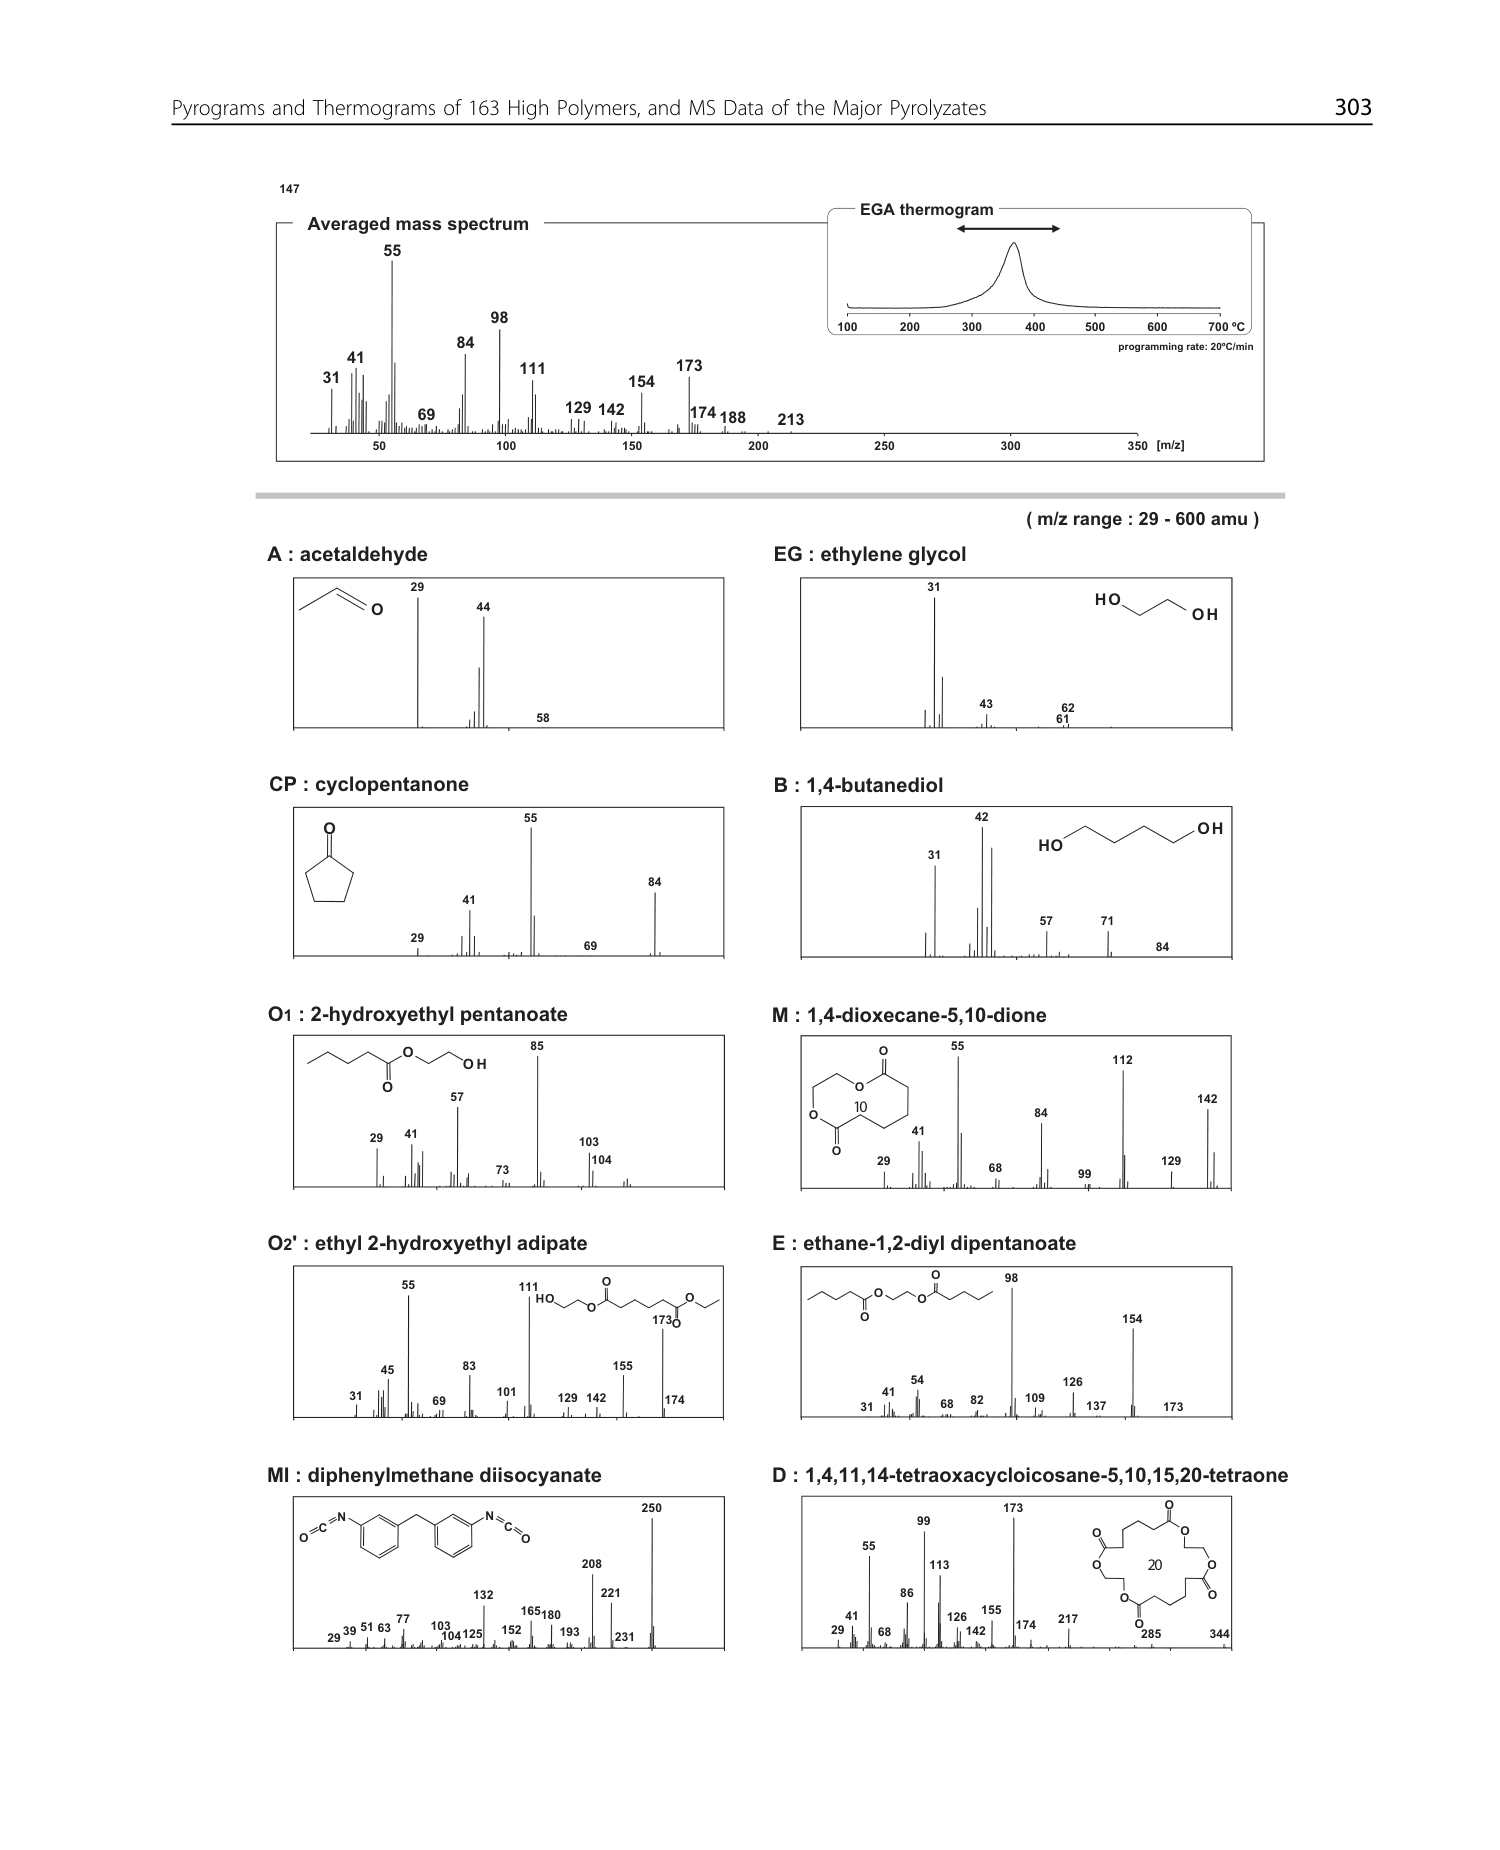 Pyrograms and Thermograms of 163 High Polymers, and MS Data of the Major Pyrolyzates 303
147
Averaged mass spectrum
EGA thermogram
100 200 300 400 500 600 700 ºC
programming rate: 20ºC/min
31 41 55 69 84 98 111 129 142 154 173 174 188 213
50 100 150 200 250 300 350 [m/z]
( m/z range : 29 - 600 amu )
A : acetaldehyde
29 44 58
O
EG : ethylene glycol
31 43 61 62
HO OH
CP : cyclopentanone
O
29 41 55 69 84
B : 1,4-butanediol
31 42 57 71 84
HO OH
O1 : 2-hydroxyethyl pentanoate
O OH
O
29 41 57 73 85 103 104
M : 1,4-dioxecane-5,10-dione
O
O
10
O
O
29 41 55 68 84 99 112 129 142
O2' : ethyl 2-hydroxyethyl adipate
31 45 55 69 83 101 111 129 142 155 173 174
HO O O O O
E : ethane-1,2-diyl dipentanoate
O O O O
31 41 54 68 82 98 109 126 137 154 173
MI : diphenylmethane diisocyanate
O C N N C O
29 39 51 63 77 103 104 125 132 152 165 180 193 208 221 231 250
D : 1,4,11,14-tetraoxacycloicosane-5,10,15,20-tetraone
29 41 55 68 86 99 113 126 142 155 173 174 217 285 344
O O O O
20
O O O O